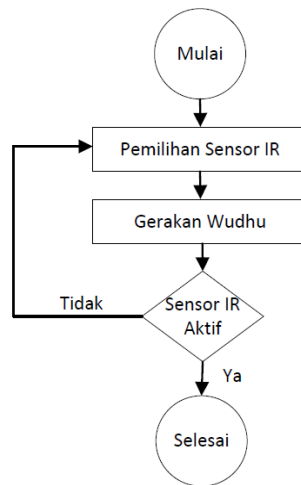 Mulai
Pemilihan Sensor IR
Gerakan Wudhu
Tidak
Sensor IR
Aktif
Ya
Selesai